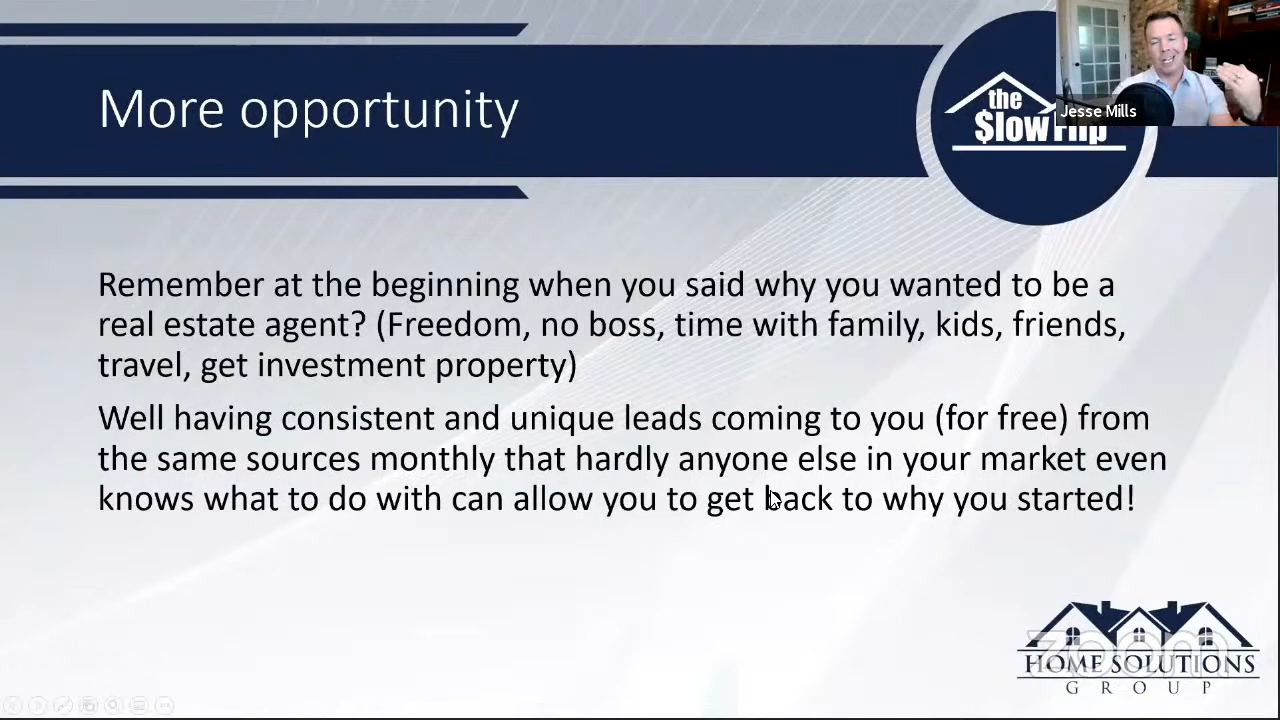 More opportunity
the
$low Flip
Jesse Mills
Remember at the beginning when you said why you wanted to be a
real estate agent? (Freedom, no boss, time with family, kids, friends,
travel, get investment property)
Well having consistent and unique leads coming to you (for free) from
the same sources monthly that hardly anyone else in your market even
knows what to do with can allow you to get back to why you started!
zoom
HOME SOLUTIONS
GROUP